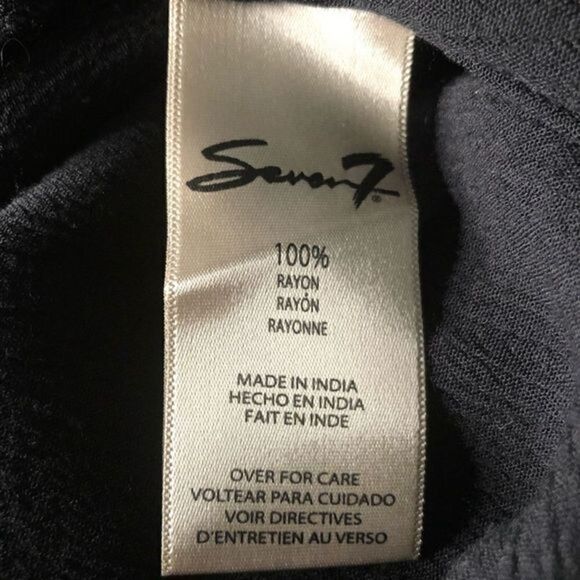 Seven7®
100%
RAYON
RAYÓN
RAYONNE
MADE IN INDIA
HECHO EN INDIA
FAIT EN INDE
OVER FOR CARE
VOLTEAR PARA CUIDADO
VOIR DIRECTIVES
D'ENTRETIEN AU VERSO